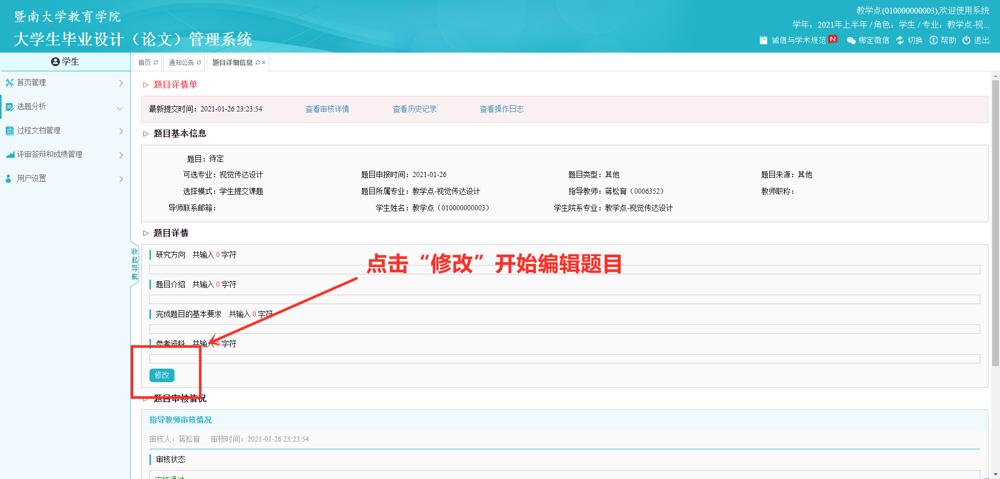 暨南大学教育学院
大学生毕业设计（论文）管理系统
教学点(010000000003),欢迎使用系统
学年：2021年上半年 / 角色：学生 / 专业：教学点-视...
诚信与学术规范 N 绑定微信 切换 帮助 退出
学生
首页管理
选题分析
过程文档管理
评审答辩和成绩管理
用户设置
收起导航
首页 通知公告 题目详细信息
题目详情单
最新提交时间：2021-01-26 23:23:54 查看审核详情 查看历史记录 查看操作日志
题目基本信息
题目：待定
可选专业：视觉传达设计 题目申报时间：2021-01-26 题目类型：其他 题目来源：其他
选择模式：学生提交课题 题目所属专业：教学点-视觉传达设计 指导教师：蒋松育（0006352） 教师职称：
导师联系邮箱： 学生姓名：教学点（010000000003） 学生院系专业：教学点-视觉传达设计
题目详情
研究方向 共输入 0 字符
点击“修改”开始编辑题目
题目介绍 共输入 0 字符
完成题目的基本要求 共输入 0 字符
参考资料 共输入 0 字符
修改
题目审核情况
指导教师审核情况
审核人：蒋松育 审核时间：2021-01-26 23:23:54
审核状态
审核通过